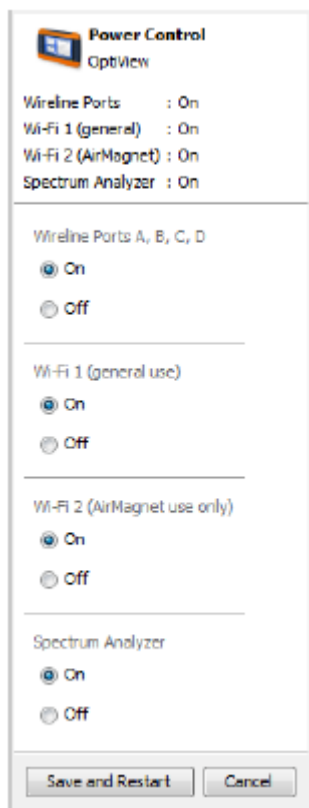 Power Control
OptiView
Wireline Ports : On
Wi-Fi 1 (general) : On
Wi-Fi 2 (AirMagnet) : On
Spectrum Analyzer : On
Wireline Ports A, B, C, D
On
Off
Wi-Fi 1 (general use)
On
Off
Wi-Fi 2 (AirMagnet use only)
On
Off
Spectrum Analyzer
On
Off
Save and Restart Cancel